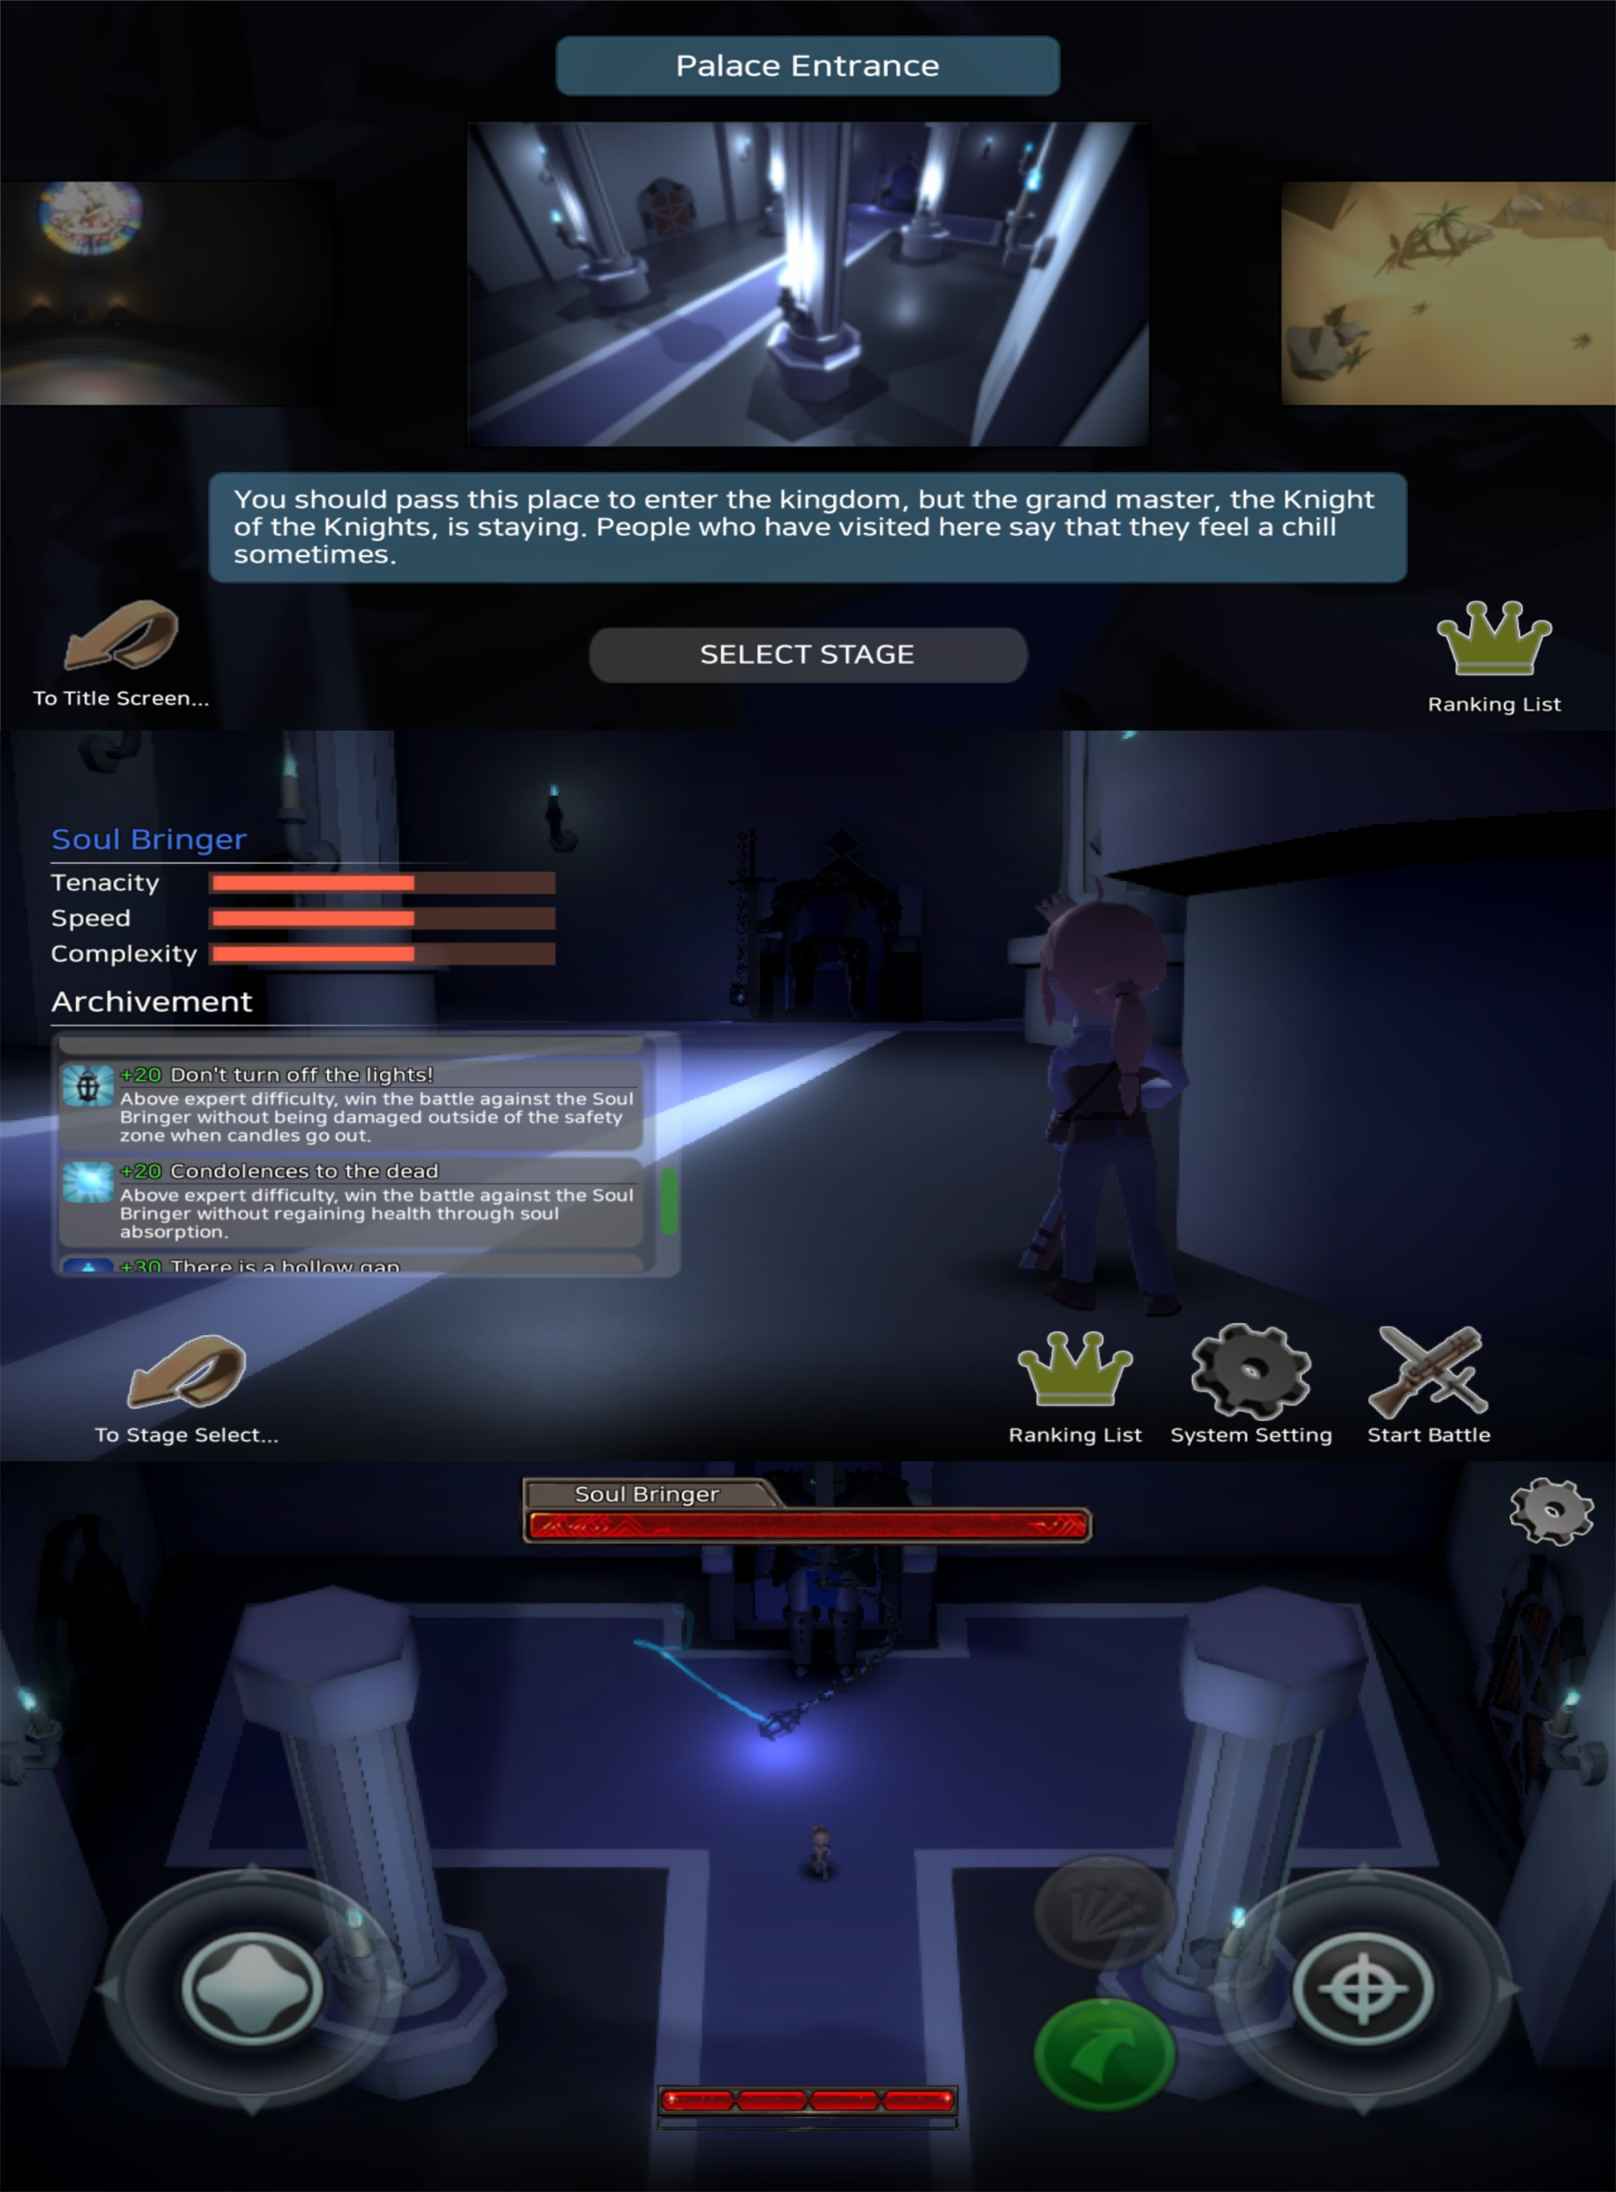 Palace Entrance
You should pass this place to enter the kingdom, but the grand master, the Knight
of the Knights, is staying. People who have visited here say that they feel a chill
sometimes.
To Title Screen...
SELECT STAGE
Ranking List
Soul Bringer
Tenacity
Speed
Complexity
Archivement
+20 Don't turn off the lights!
Above expert difficulty, win the battle against the Soul
Bringer without being damaged outside of the safety
zone when candles go out.
+20 Condolences to the dead
Above expert difficulty, win the battle against the Soul
Bringer without regaining health through soul
absorption.
+30 There is a hollow gap
To Stage Select...
Ranking List
System Setting
Start Battle
Soul Bringer